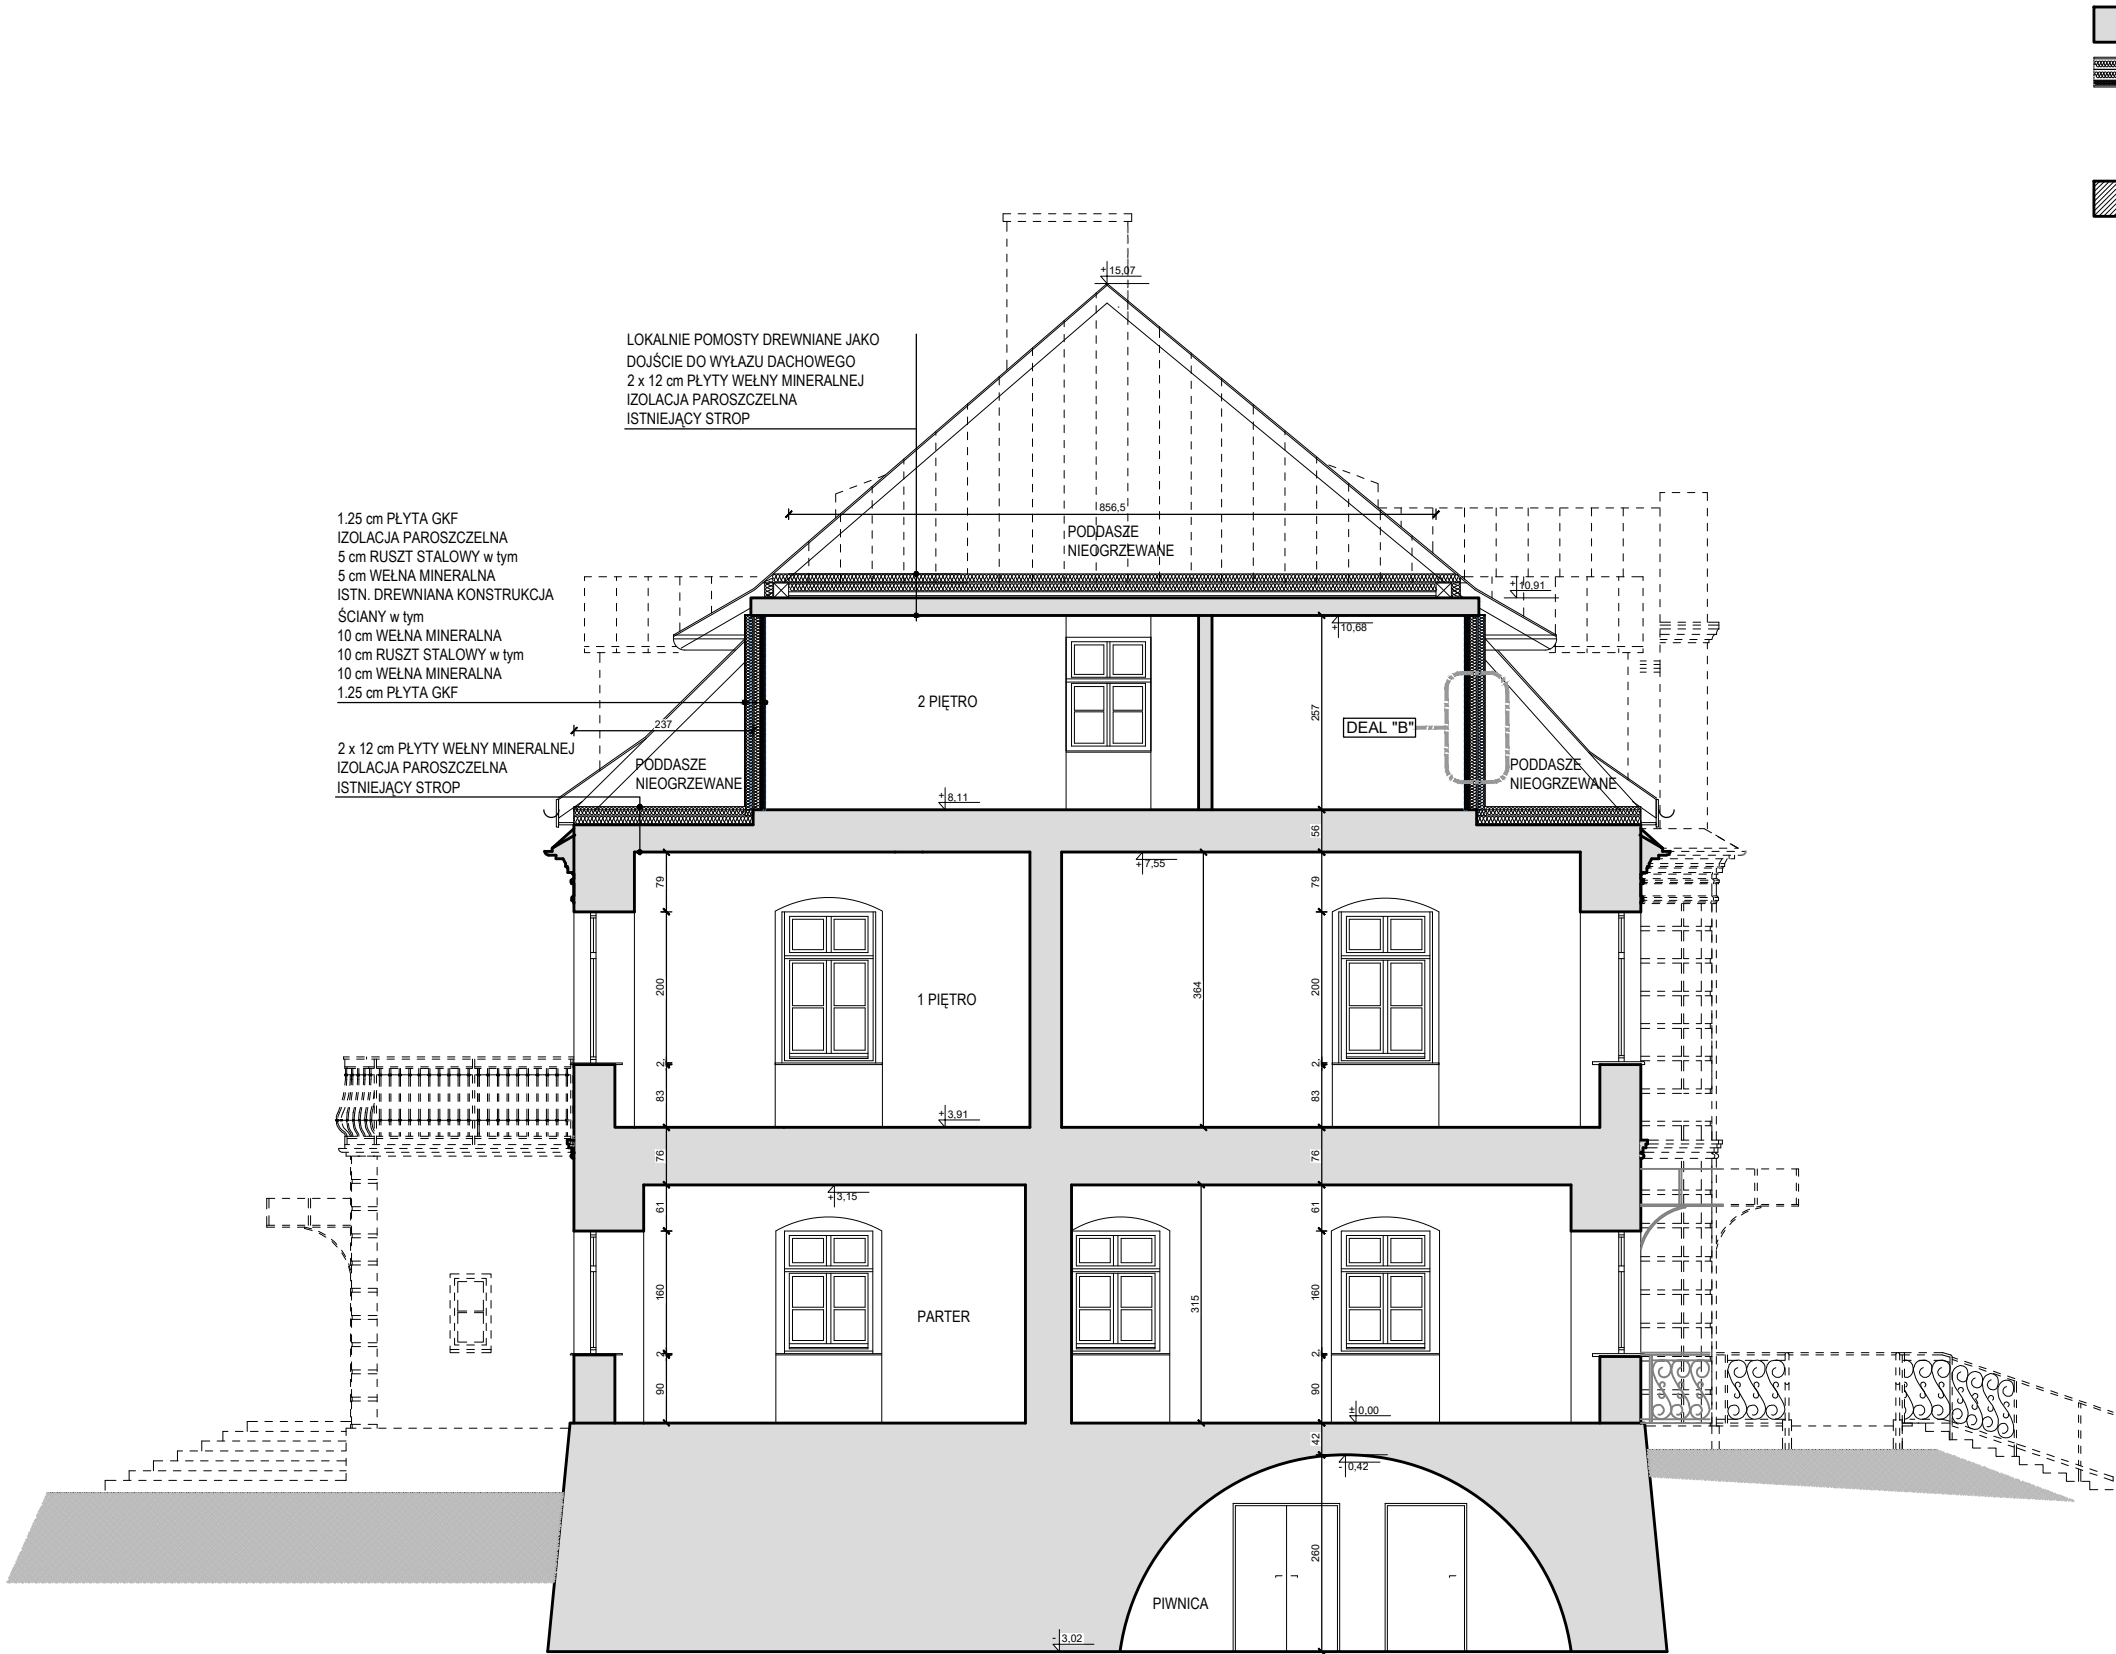 + 15,07
LOKALNIE POMOSTY DREWNIANE JAKO
DOJŚCIE DO WYŁAZU DACHOWEGO
2 x 12 cm PŁYTY WEŁNY MINERALNEJ
IZOLACJA PAROSZCZELNA
ISTNIEJĄCY STROP
856,5
PODDASZE
NIEOGRZEWANE
1.25 cm PŁYTA GKF
IZOLACJA PAROSZCZELNA
5 cm RUSZT STALOWY w tym
5 cm WEŁNA MINERALNA
ISTN. DREWNIANA KONSTRUKCJA
ŚCIANY w tym
10 cm WEŁNA MINERALNA
10 cm RUSZT STALOWY w tym
10 cm WEŁNA MINERALNA
1.25 cm PŁYTA GKF
+ 10,91
+ 10,68
2 PIĘTRO
257
DEAL "B"
237
2 x 12 cm PŁYTY WEŁNY MINERALNEJ
IZOLACJA PAROSZCZELNA
ISTNIEJĄCY STROP
PODDASZE
NIEOGRZEWANE
PODDASZE
NIEOGRZEWANE
+ 8,11
56
+ 7,55
79
79
200
1 PIĘTRO
364
200
2
2
83
+ 3,91
83
76
76
+ 3,15
61
61
160
PARTER
315
160
2
2
90
90
± 0,00
42
- 0,42
260
PIWNICA
- 3,02